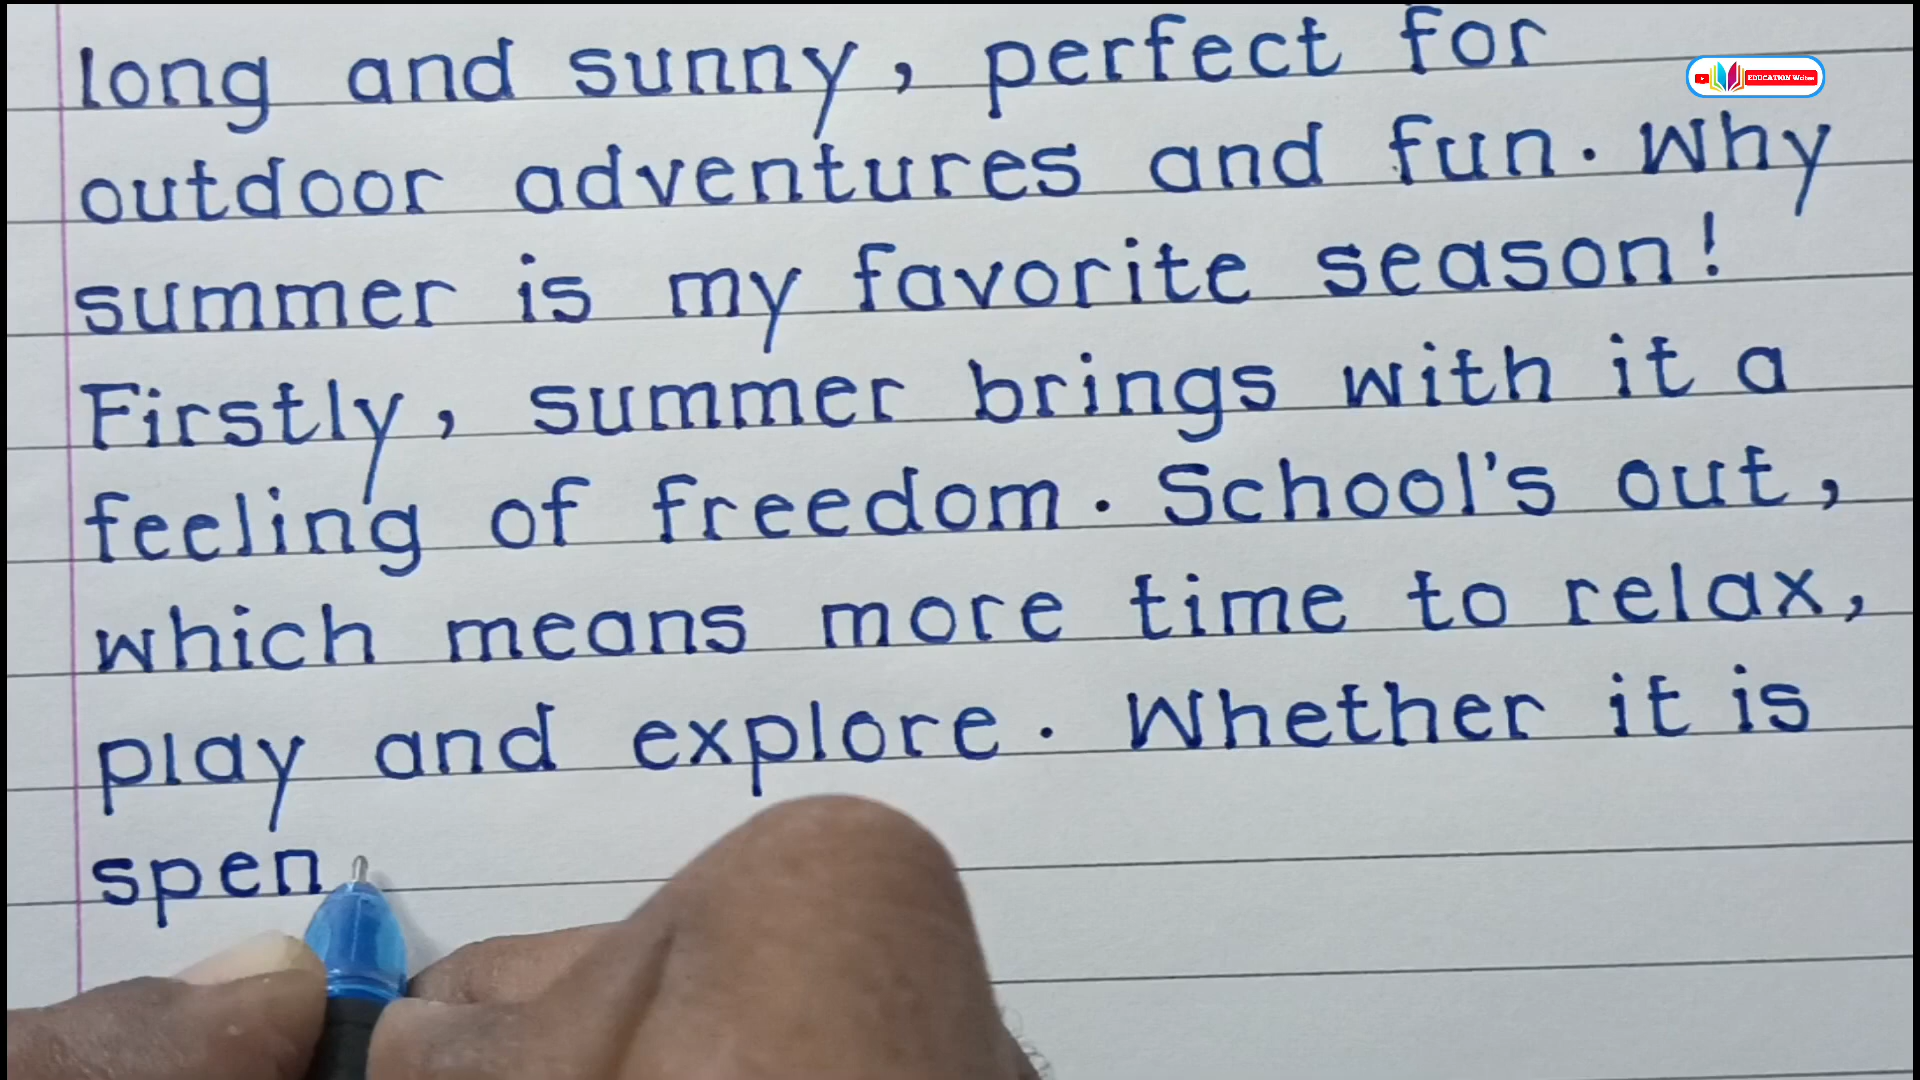 long and sunny, perfect for
EDUCATION Writes
outdoor adventures and fun. Why
summer is my favorite season!
Firstly, summer brings with it a
feeling of freedom. School's out,
which means more time to relax,
play and explore. Whether it is
spen